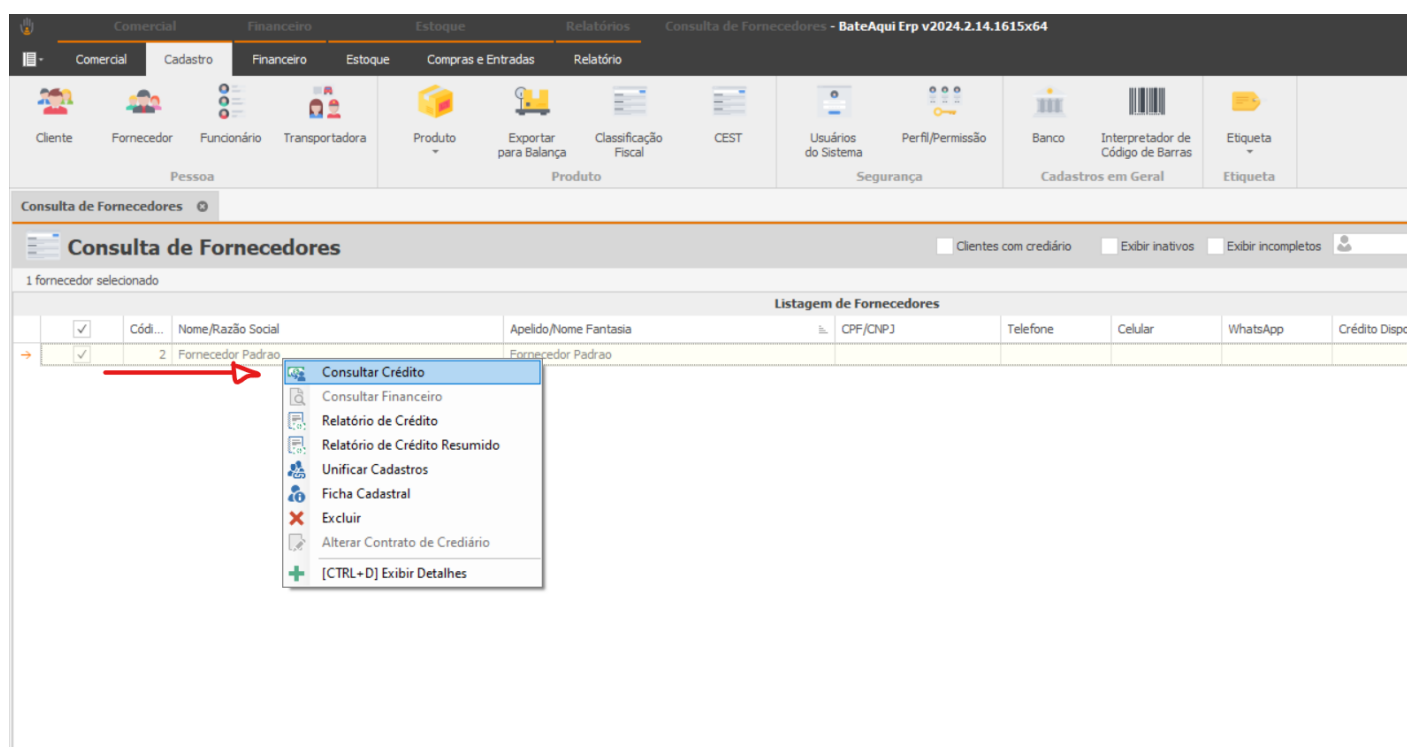 Comercial Financeiro Estoque Relatórios Consulta de Fornecedores - BateAqui Erp v2024.2.14.1615x64
Comercial Cadastro Financeiro Estoque Compras e Entradas Relatório
Cliente Fornecedor Funcionário Transportadora Produto Exportar para Balança Classificação Fiscal CEST Usuários do Sistema Perfil/Permissão Banco Interpretador de Código de Barras Etiqueta
Pessoa Produto Segurança Cadastros em Geral Etiqueta
Consulta de Fornecedores
Consulta de Fornecedores Clientes com crediário Exibir inativos Exibir incompletos
1 fornecedor selecionado
Listagem de Fornecedores
Códi... Nome/Razão Social Apelido/Nome Fantasia CPF/CNPJ Telefone Celular WhatsApp Crédito Dispo
2 Fornecedor Padrao Fornecedor Padrao
Consultar Crédito
Consultar Financeiro
Relatório de Crédito
Relatório de Crédito Resumido
Unificar Cadastros
Ficha Cadastral
Excluir
Alterar Contrato de Crediário
[CTRL+D] Exibir Detalhes